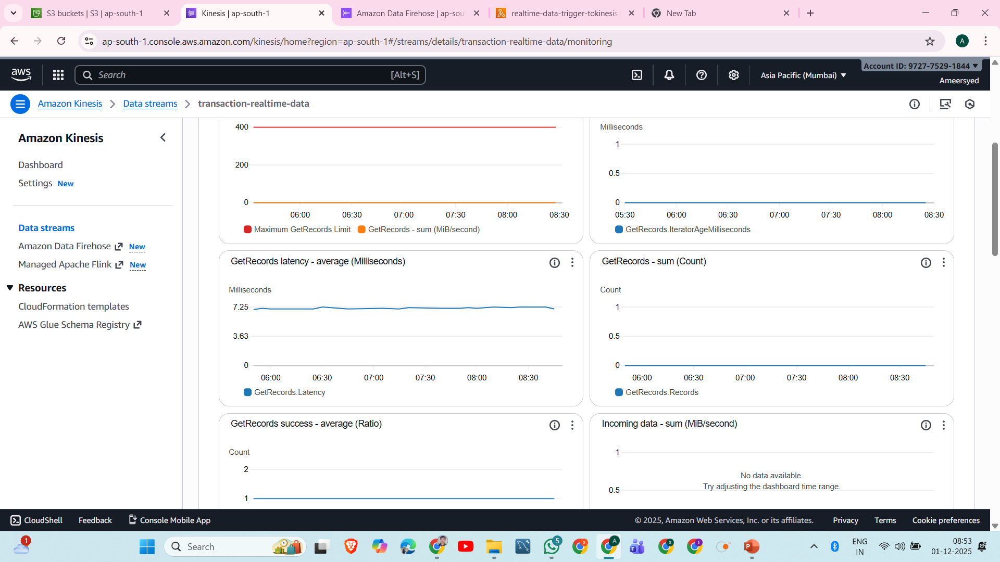 S3 buckets | S3 | ap-south-1
Kinesis | ap-south-1
Amazon Data Firehose | ap-sou
realtime-data-trigger-tokinesis
New Tab
ap-south-1.console.aws.amazon.com/kinesis/home?region=ap-south-1#/streams/details/transaction-realtime-data/monitoring
A
aws
Search
[Alt+S]
Asia Pacific (Mumbai)
Account ID: 9727-7529-1844
Ameersyed
Amazon Kinesis
Data streams
transaction-realtime-data
Amazon Kinesis
Dashboard
Settings New
Data streams
Amazon Data Firehose New
Managed Apache Flink New
Resources
CloudFormation templates
AWS Glue Schema Registry
400
200
0
06:00 06:30 07:00 07:30 08:00 08:30
Maximum GetRecords Limit GetRecords - sum (MiB/second)
Milliseconds
1
0.5
0
05:30 06:00 06:30 07:00 07:30 08:00 08:30
GetRecords.IteratorAgeMilliseconds
GetRecords latency - average (Milliseconds)
Milliseconds
7.25
3.63
0
06:00 06:30 07:00 07:30 08:00 08:30
GetRecords.Latency
GetRecords - sum (Count)
Count
1
0.5
0
06:00 06:30 07:00 07:30 08:00 08:30
GetRecords.Records
GetRecords success - average (Ratio)
Count
2
1
Incoming data - sum (MiB/second)
1
No data available.
Try adjusting the dashboard time range.
0.5
CloudShell Feedback Console Mobile App
© 2025, Amazon Web Services, Inc. or its affiliates. Privacy Terms Cookie preferences
1
Search
5
S
A
S
S
ENG
IN
08:53
01-12-2025